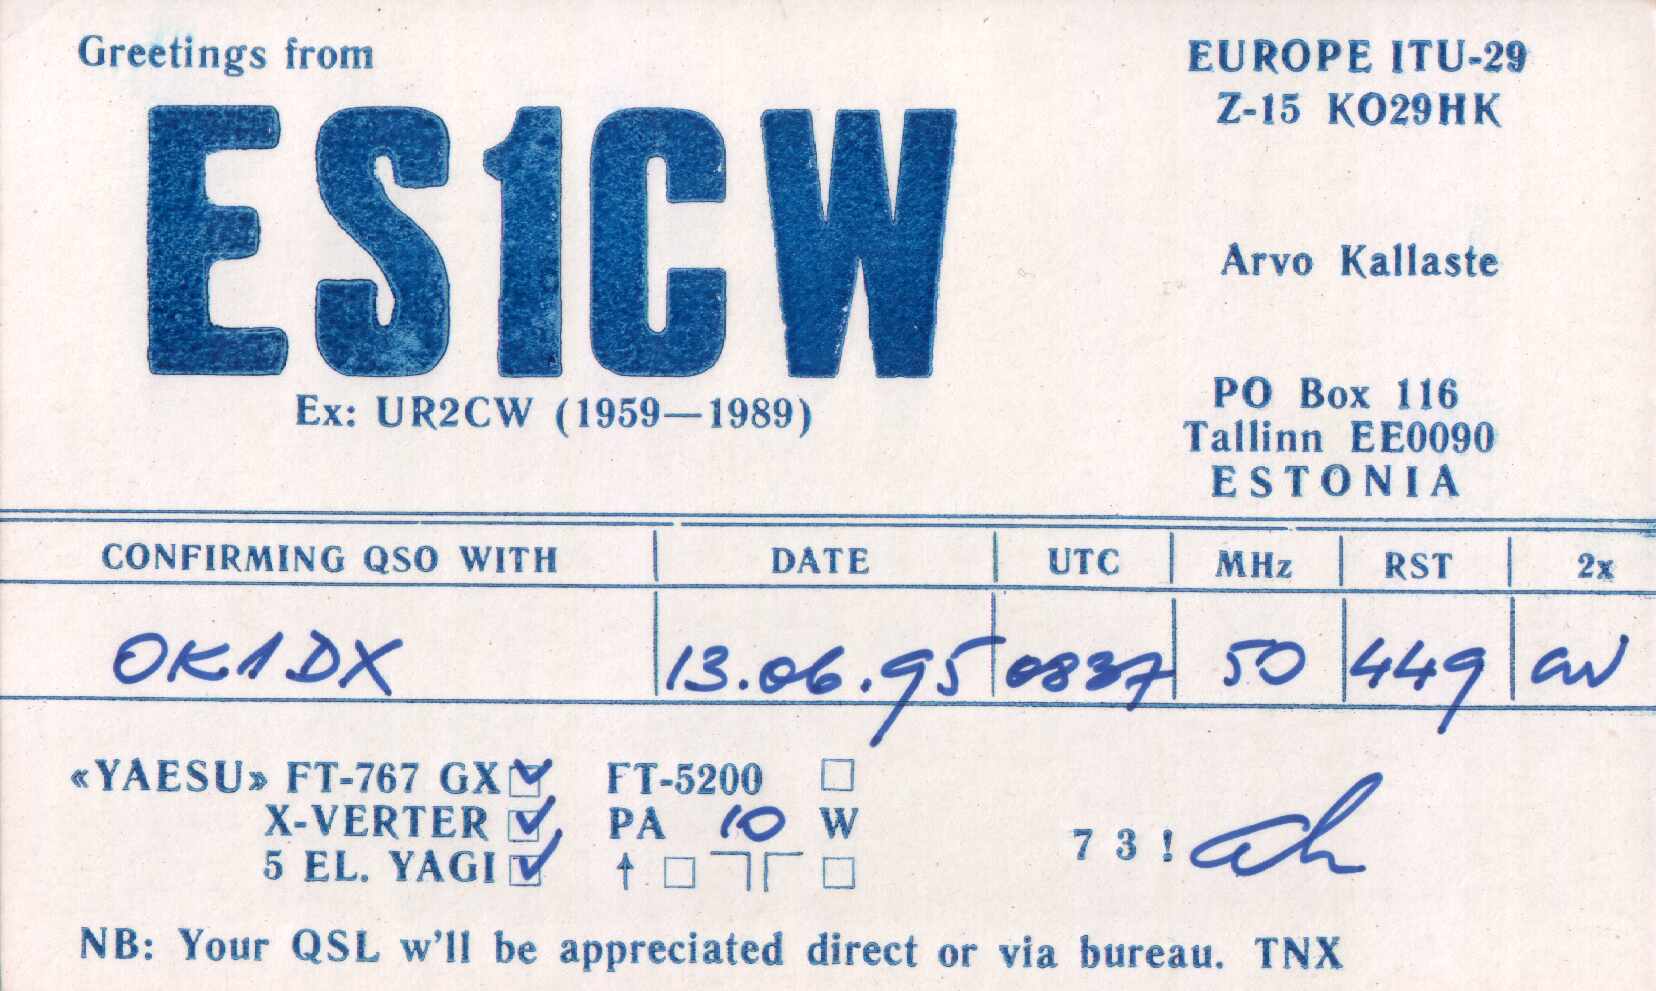 Greetings from
ES1CW
Ex: UR2CW (1959—1989)
EUROPE ITU-29
Z-15 KO29HK
Arvo Kallaste
PO Box 116
Tallinn EE0090
ESTONIA
CONFIRMING QSO WITH DATE UTC MHz RST 2x
OK1DX 13.06.95 0837 50 449 CW
«YAESU» FT-767 GX FT-5200
X-VERTER PA 10 W
5 EL. YAGI
73!
NB: Your QSL w'll be appreciated direct or via bureau. TNX